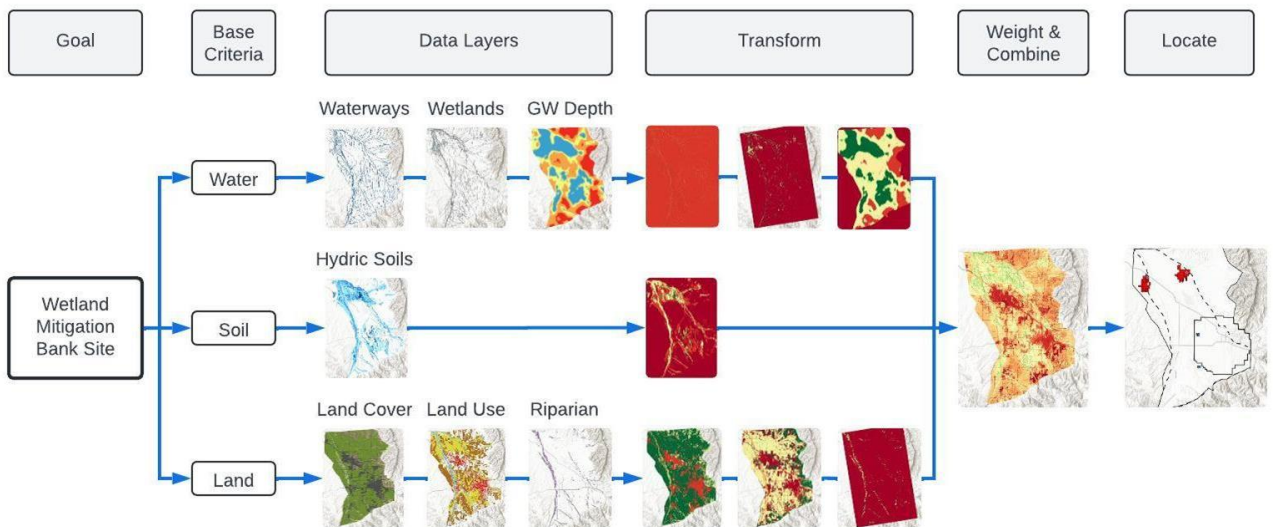 Goal
Base
Criteria
Data Layers
Transform
Weight &
Combine
Locate
Waterways
Wetlands
GW Depth
Water
Hydric Soils
Wetland
Mitigation
Bank Site
Soil
Land Cover
Land Use
Riparian
Land